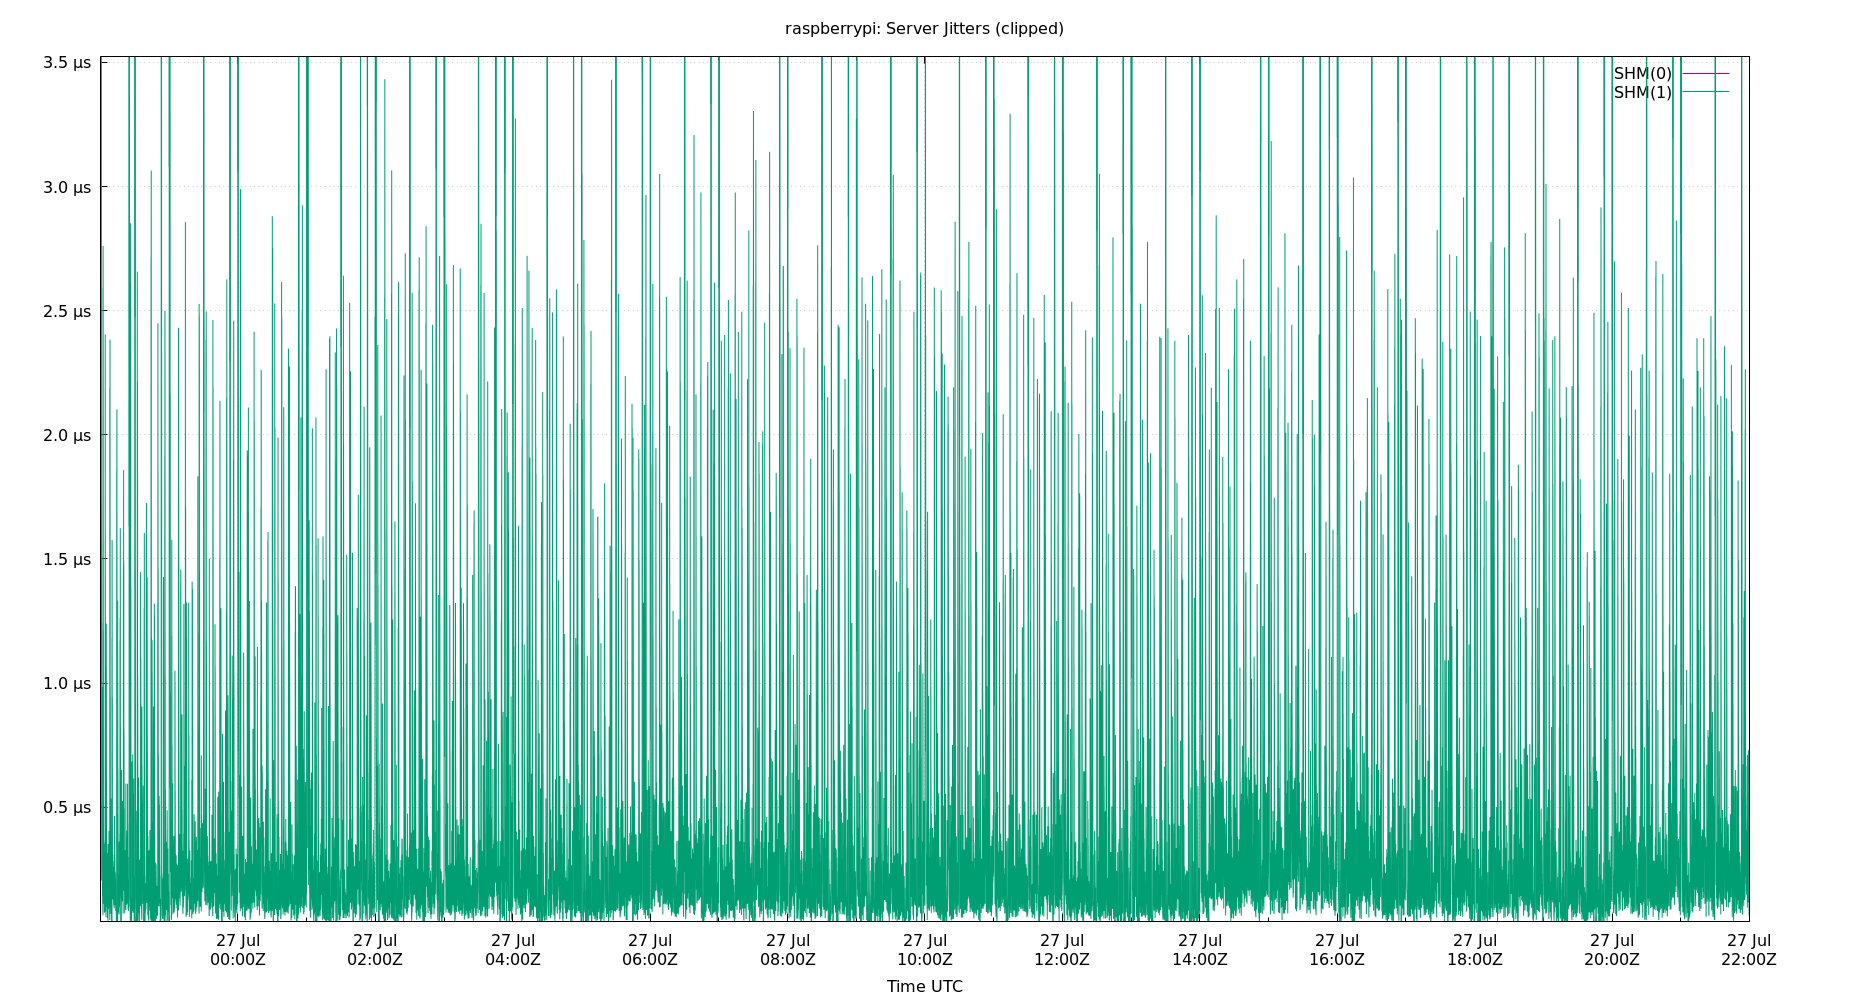 raspberrypi: Server Jitters (clipped)
3.5 µs
SHM(0)
SHM(1)
3.0 µs
2.5 µs
2.0 µs
1.5 µs
1.0 µs
0.5 µs
27 Jul 27 Jul 27 Jul 27 Jul 27 Jul 27 Jul 27 Jul 27 Jul 27 Jul 27 Jul 27 Jul 27 Jul
00:00Z 02:00Z 04:00Z 06:00Z 08:00Z 10:00Z 12:00Z 14:00Z 16:00Z 18:00Z 20:00Z 22:00Z
Time UTC